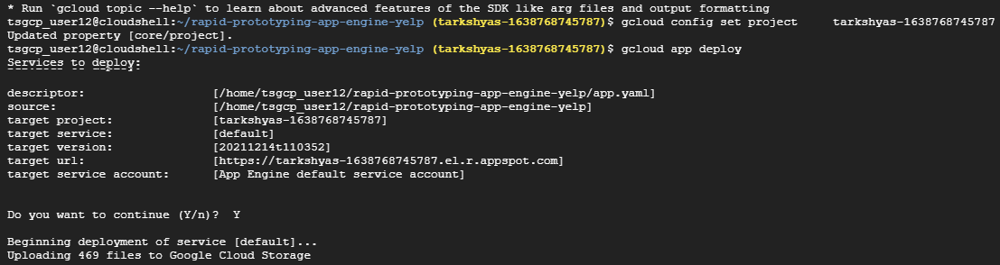 * Run `gcloud topic --help` to learn about advanced features of the SDK like arg files and output formatting
tsgcp_user12@cloudshell:~/rapid-prototyping-app-engine-yelp (tarkshyas-1638768745787)$ gcloud config set project     tarkshyas-1638768745787
Updated property [core/project].
tsgcp_user12@cloudshell:~/rapid-prototyping-app-engine-yelp (tarkshyas-1638768745787)$ gcloud app deploy
Services to deploy:
descriptor:                  [/home/tsgcp_user12/rapid-prototyping-app-engine-yelp/app.yaml]
source:                      [/home/tsgcp_user12/rapid-prototyping-app-engine-yelp]
target project:              [tarkshyas-1638768745787]
target service:              [default]
target version:              [20211214t110352]
target url:                  [https://tarkshyas-1638768745787.el.r.appspot.com]
target service account:      [App Engine default service account]
Do you want to continue (Y/n)?  Y
Beginning deployment of service [default]...
Uploading 469 files to Google Cloud Storage